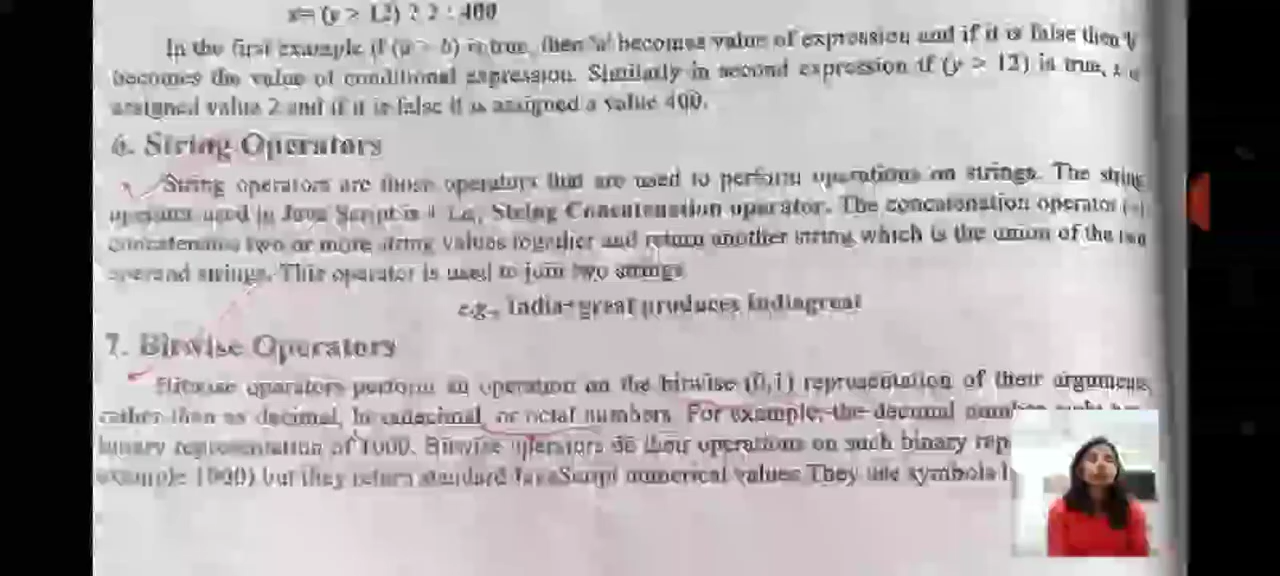 x= (y > 12) ? 2 : 400
In the first example if (a > b) is true, then 'a' becomes value of expression and if it is false then
becomes the value of conditional expression. Similarly in second expression if (y > 12) is true,
assigned value 2 and if it is false it is assigned a value 400.
6. String Operators
String operators are those operators that are used to perform operations on strings. The string
operator used in Java Script is + i.e., String Concatenation operator. The concatenation operator (+)
concatenates two or more string values together and return another string which is the union of the two
operand strings. This operator is used to join two strings
e.g., India+great produces Indiagreat
7. Bitwise Operators
Bitwise operators perform an operation on the bitwise (0,1) representation of their arguments,
rather than as decimal, hexadecimal, or octal numbers. For example, the decimal number eight has
binary representation of 1000. Bitwise operators do their operations on such binary rep
example 1000) but they return standard JavaScript numerical values. They use symbols